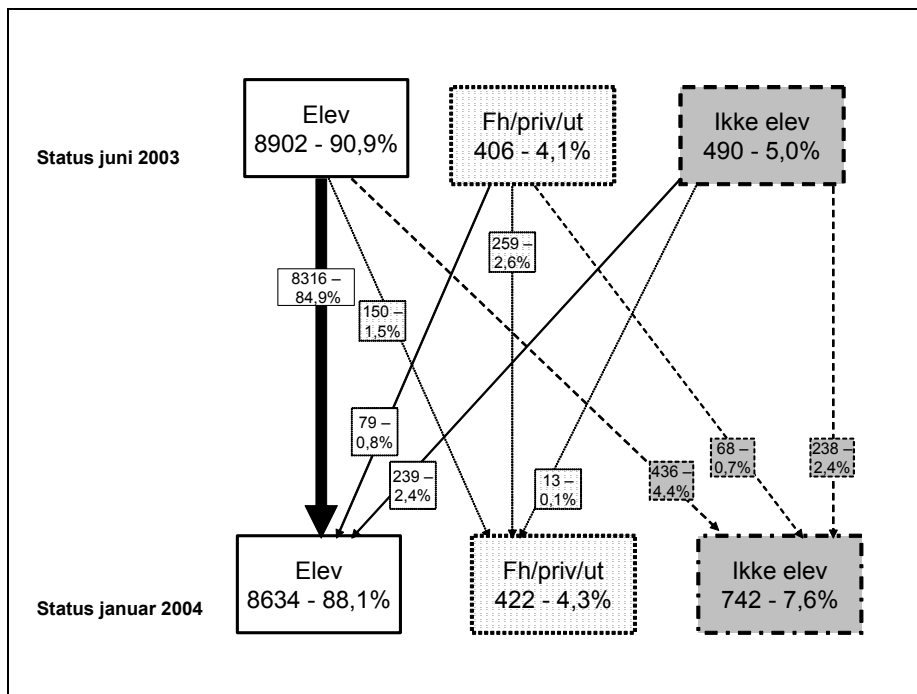 Status juni 2003
Elev
8902 - 90,9%
Fh/priv/ut
406 - 4,1%
Ikke elev
490 - 5,0%
8316 –
84,9%
150 –
1,5%
259 –
2,6%
79 –
0,8%
239 –
2,4%
13 –
0,1%
436 –
4,4%
68 –
0,7%
238 –
2,4%
Status januar 2004
Elev
8634 - 88,1%
Fh/priv/ut
422 - 4,3%
Ikke elev
742 - 7,6%